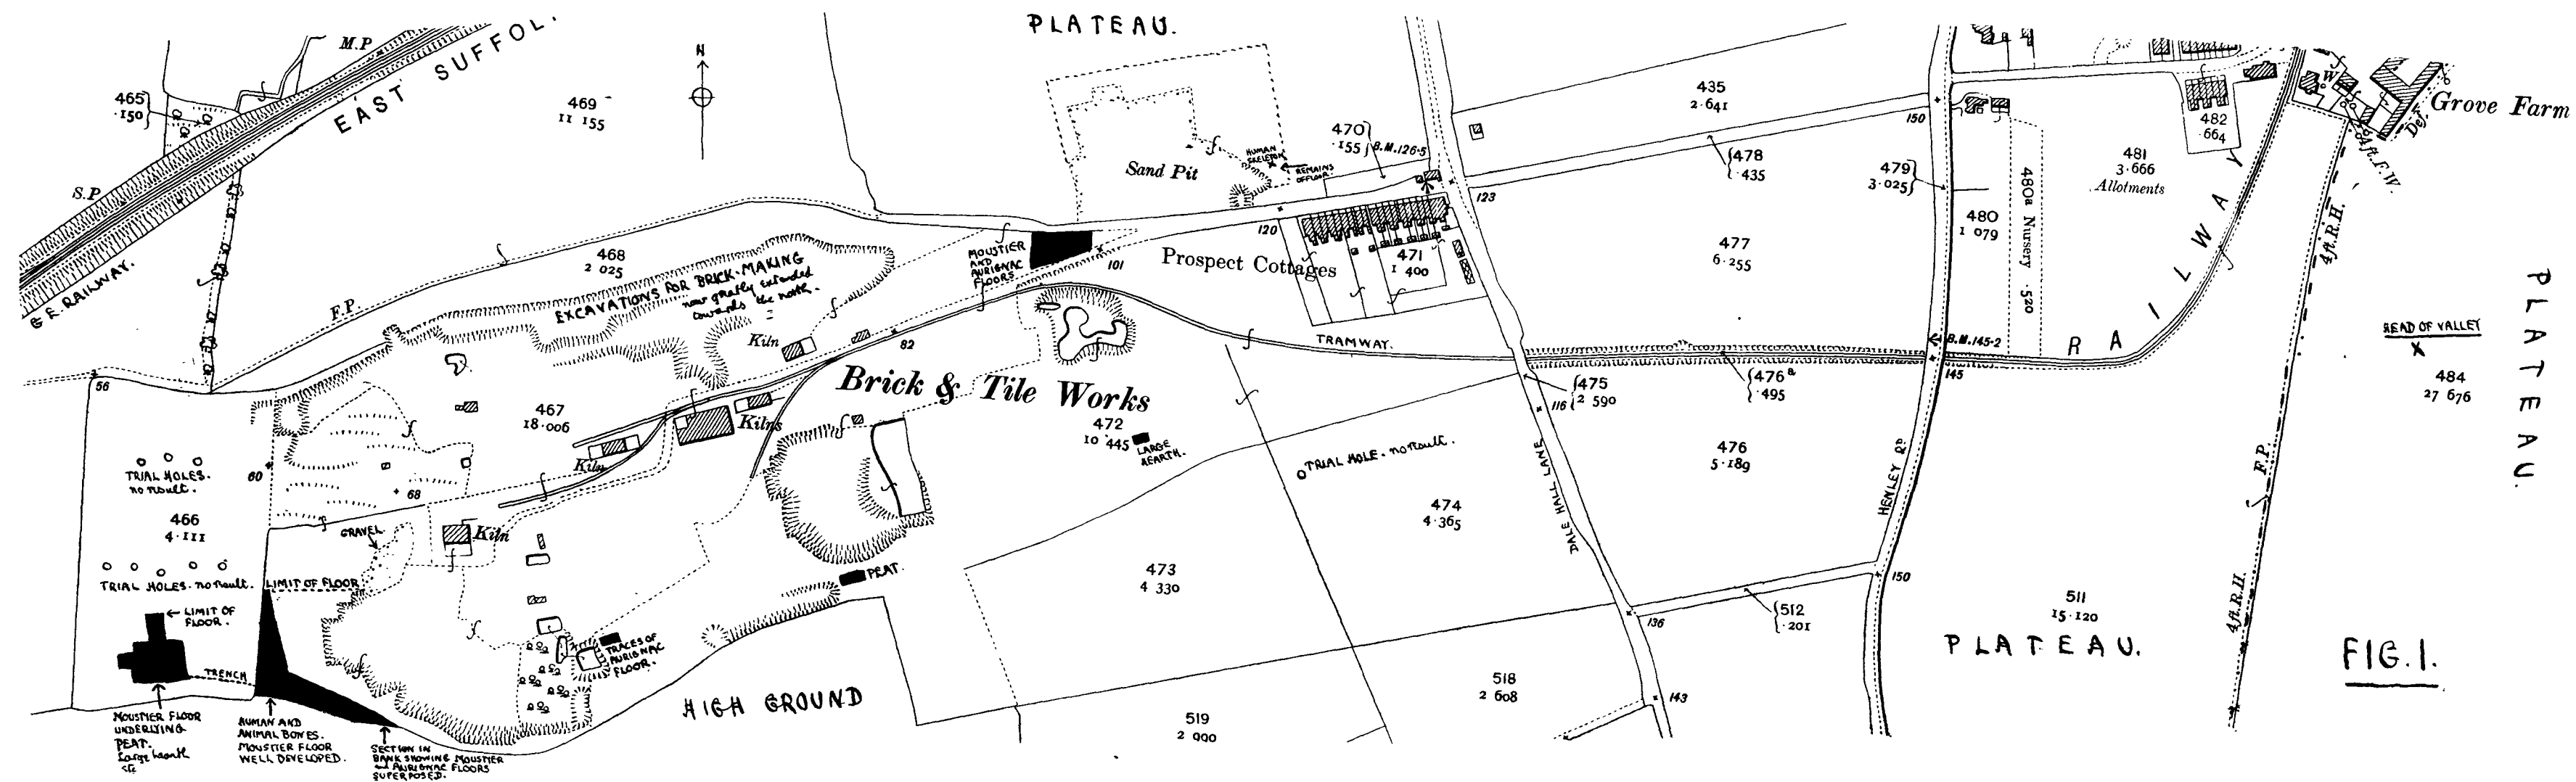 PLATEAU.
M.P.
EAST SUFFOL.
N
465
.150
469
11 155
S.P.
G.E. RAILWAY.
F.P.
468
2 025
EXCAVATIONS FOR BRICK-MAKING
now greatly extended
towards the north.
Sand Pit
HUMAN
SKELETON
REMAINS
OF FLOOR.
470
.155
B.M.126.5
435
2.641
478
.435
123
120
101
MOUSTIER
AND
AURIGNAC
FLOORS.
Prospect Cottages
471
1 400
477
6.255
150
479
3.025
480
1 079
480a Nursery .520
481
3.666
Allotments
482
.664
W
Grove Farm
Def.
4ft.F.W.
4ft.R.H.
RAILWAY
PLATEAU.
HEAD OF VALLEY
X
484
27 676
B.M.145.2
145
TRAMWAY.
475
2 590
116
476a
.495
476
5.189
Kiln
82
Brick & Tile Works
56
467
18.006
Kilns
Kiln
472
10 445
LARGE
HEARTH.
TRIAL HOLE. no result.
DALE HALL LANE
HENLEY RD
F.P.
TRIAL HOLES.
no result.
60
68
466
4.111
GRAVEL
Kiln
474
4.365
473
4 330
PEAT.
150
512
.201
136
511
15.120
4ft.R.H.
PLATEAU.
FIG.1.
TRIAL HOLES. no result.
LIMIT OF FLOOR
LIMIT OF
FLOOR.
TRENCH
TRACES OF
AURIGNAC
FLOOR.
HIGH GROUND
518
2 608
143
519
2 000
MOUSTIER FLOOR
UNDERLYING
PEAT.
Large hearth
HUMAN AND
ANIMAL BONES.
MOUSTIER FLOOR
WELL DEVELOPED.
SECTION IN
BANK SHOWING MOUSTIER
and AURIGNAC FLOORS
SUPERPOSED.